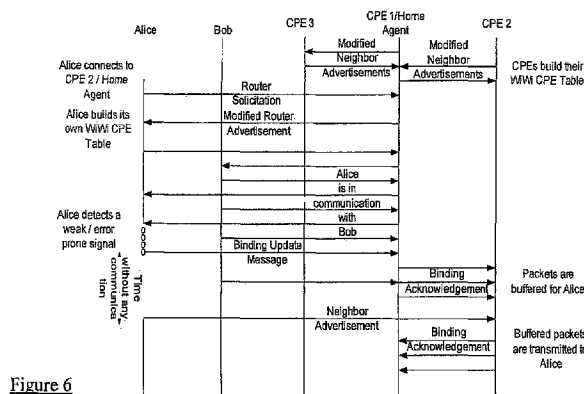 Alice
Bob
CPE 3
CPE 1/Home
Agent
CPE 2
Modified
Neighbor
Advertisements
Modified
Neighbor
Advertisements
CPEs build their
WiWi CPE Table
Alice connects to
CPE 2 / Home
Agent
Router
Solicitation
Alice builds its
own WiWi CPE
Table
Modified Router
Advertisement
Alice
is in
communication
with
Bob
Alice detects a
weak / error
prone signal
Binding Update
Message
Time
without any
communica
tion
Binding
Acknowledgement
Packets are
buffered for Alice
Neighbor
Advertisement
Binding
Acknowledgement
Buffered packets
are transmitted to
Alice
Figure 6